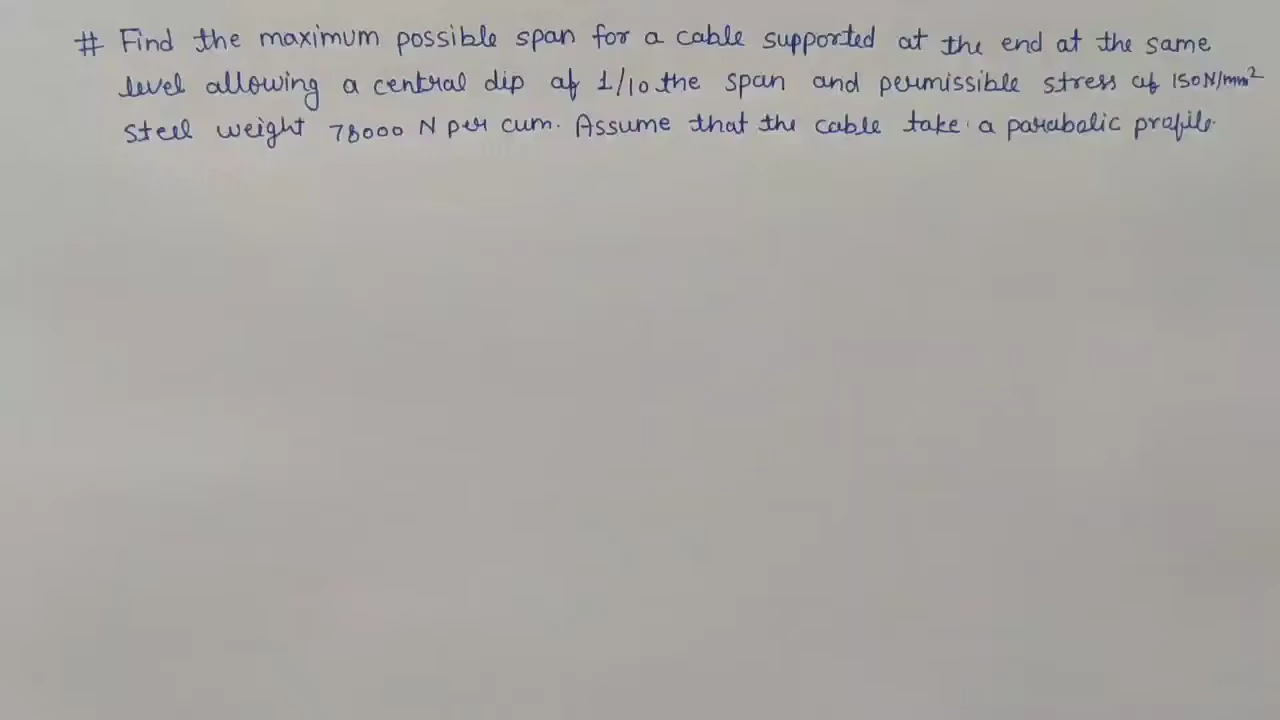 # Find the maximum possible span for a cable supported at the end at the same
level allowing a central dip of 1/10 the span and permissible stress of 150N/mm²
steel weight 78000 N per cum. Assume that the cable take a parabolic profile.